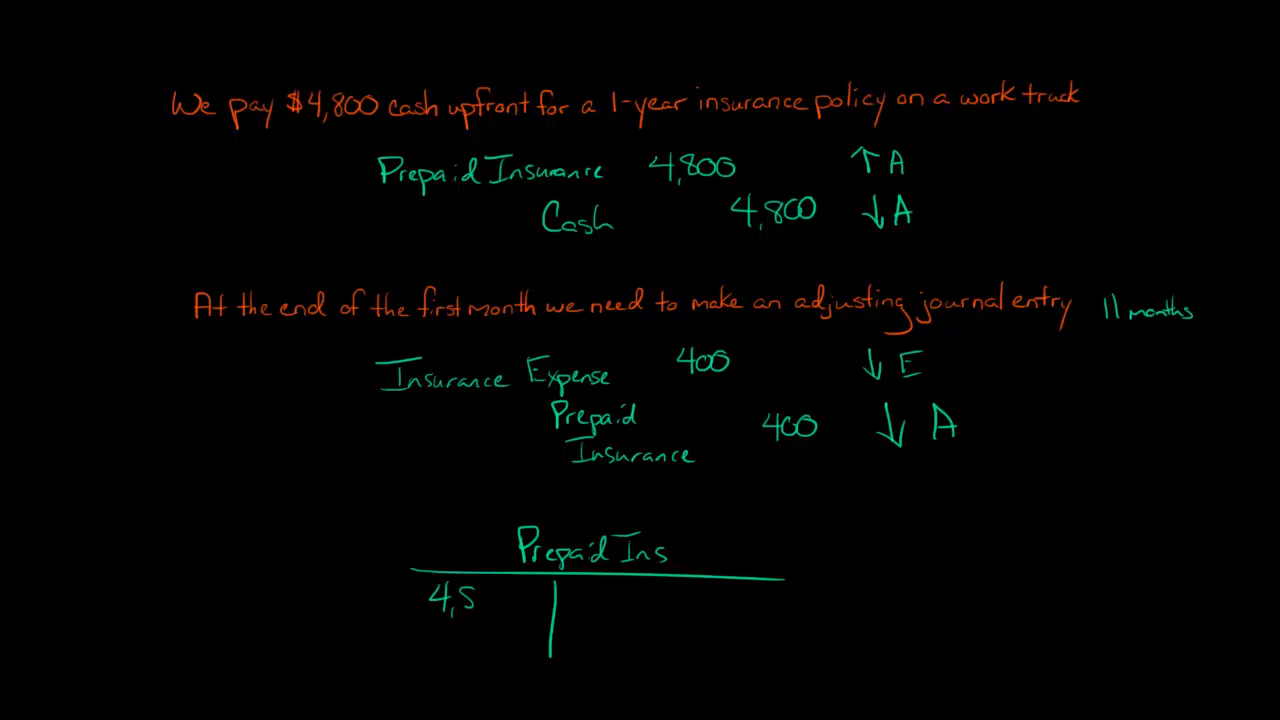 We pay $4,800 cash upfront for a 1-year insurance policy on a work truck
Prepaid Insurance 4,800 ↑ A
Cash 4,800 ↓ A
At the end of the first month we need to make an adjusting journal entry 11 months
Insurance Expense 400 ↓ E
Prepaid 400 ↓ A
Insurance
Prepaid Ins
4,8